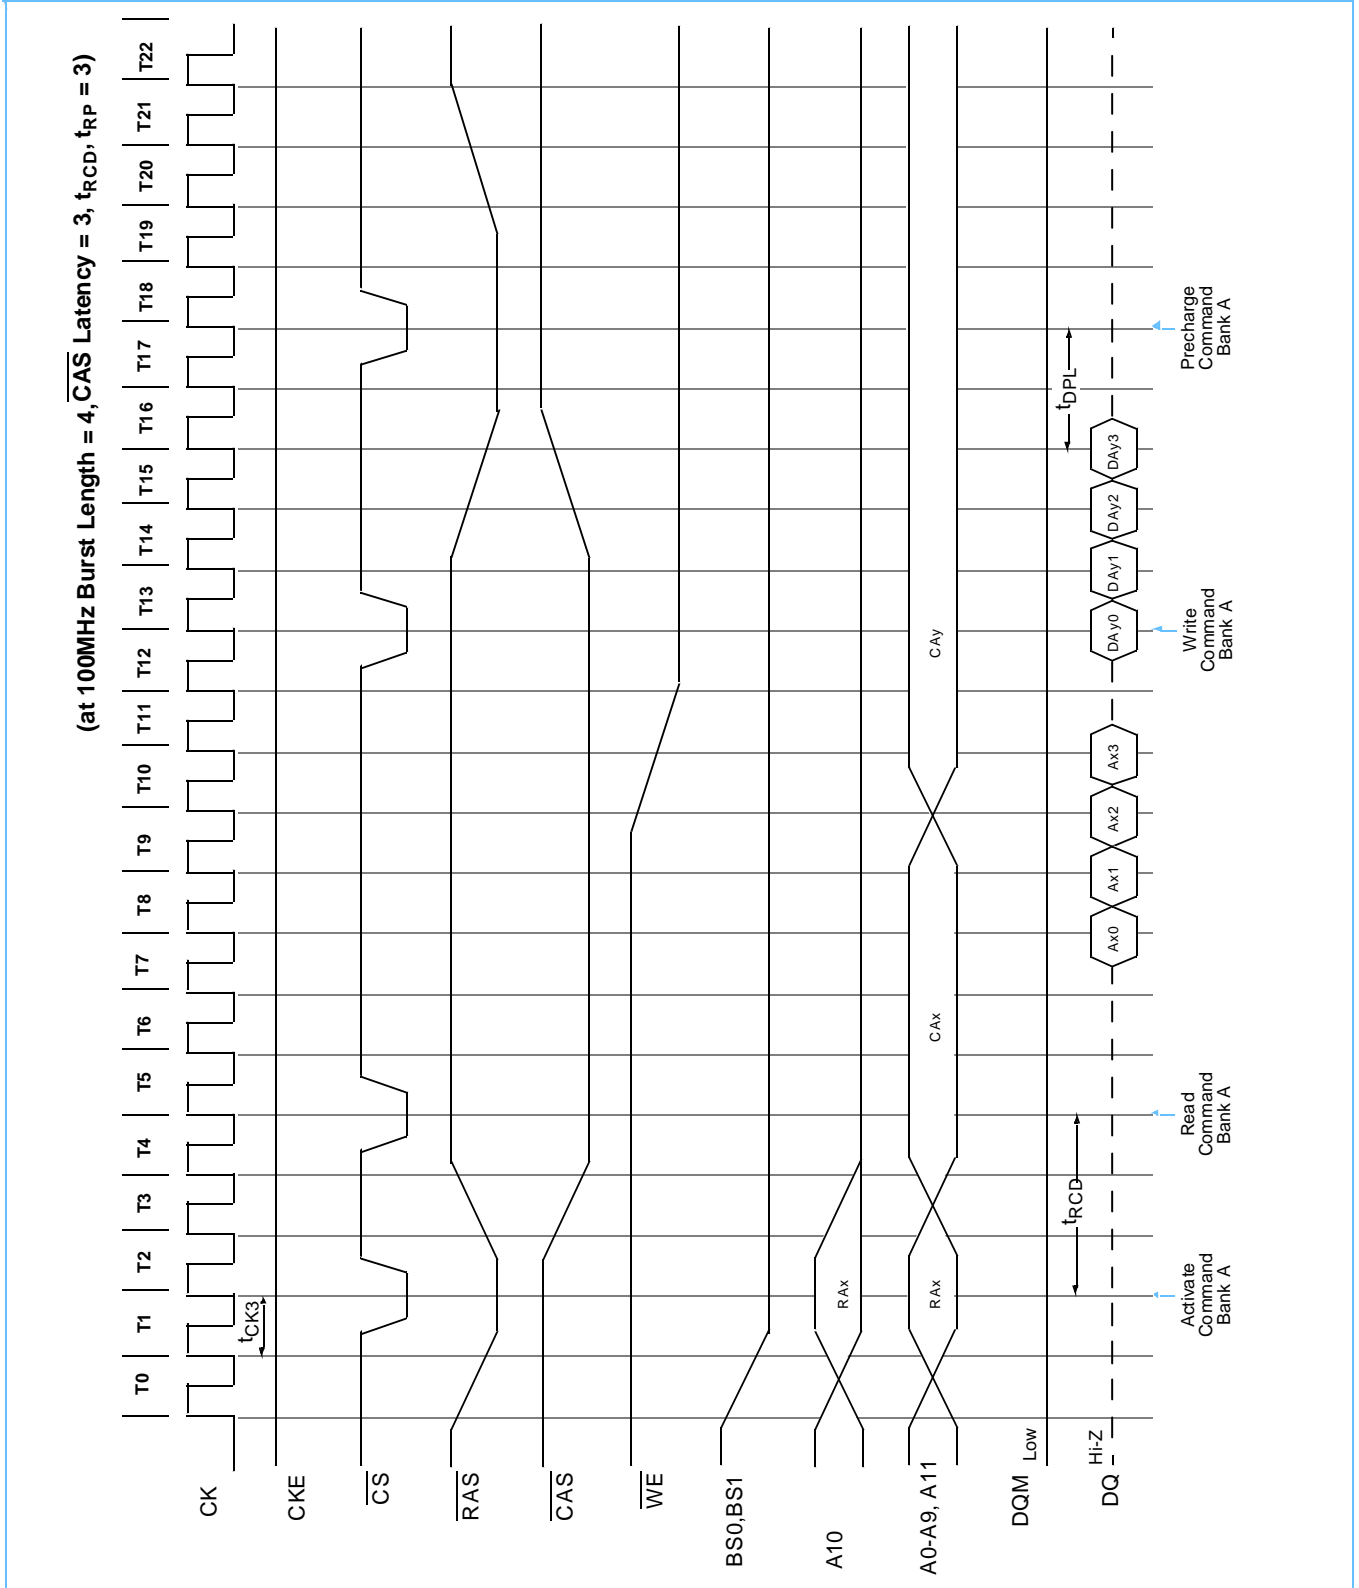 (at 100MHz Burst Length = 4, CAS Latency = 3, tRCD, tRP = 3)
T0 T1 T2 T3 T4 T5 T6 T7 T8 T9 T10 T11 T12 T13 T14 T15 T16 T17 T18 T19 T20 T21 T22
CK
tCK3
CKE
CS
RAS
CAS
WE
BS0,BS1
A10
RAx
A0-A9, A11
RAx CAx CAy
DQM
Low
tRCD tDPL
DQ
Hi-Z
Ax0 Ax1 Ax2 Ax3 DAy0 DAy1 DAy2 DAy3
Activate
Command
Bank A
Read
Command
Bank A
Write
Command
Bank A
Precharge
Command
Bank A